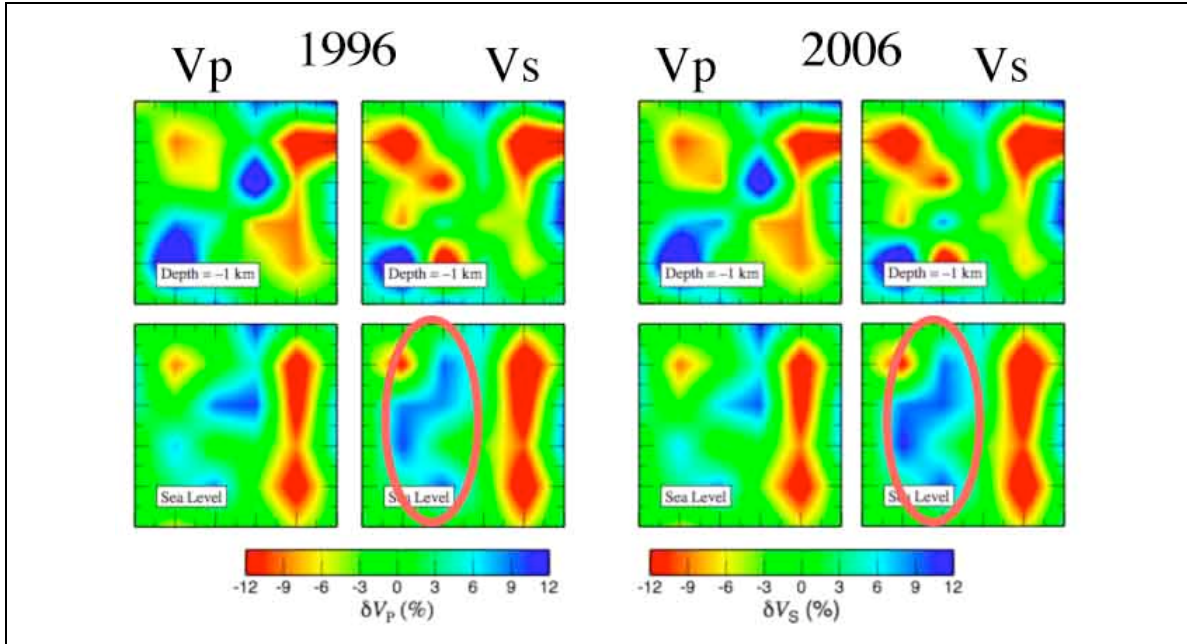 1996
2006
Vp
Vs
Vp
Vs
Depth = −1 km
Depth = −1 km
Depth = −1 km
Depth = −1 km
Sea Level
Sea Level
Sea Level
Sea Level
-12 -9 -6 -3 0 3 6 9 12
-12 -9 -6 -3 0 3 6 9 12
δVP (%)
δVS (%)